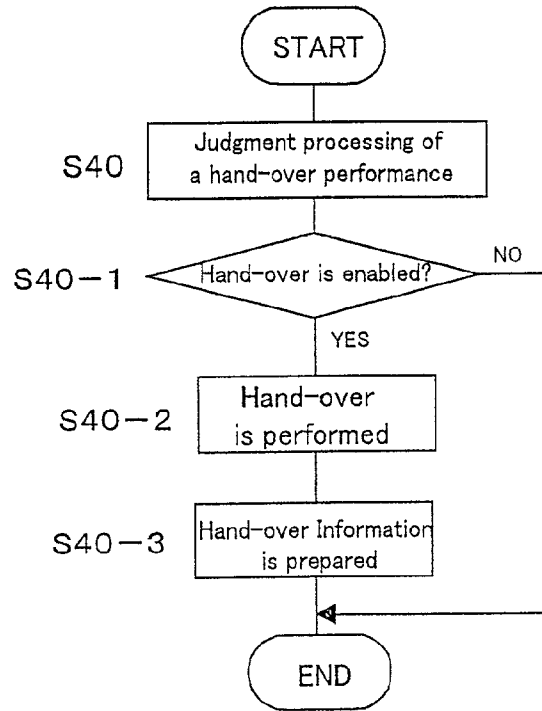 START
S40
Judgment processing of
a hand-over performance
S40-1
Hand-over is enabled?
NO
YES
S40-2
Hand-over
is performed
S40-3
Hand-over Information
is prepared
END